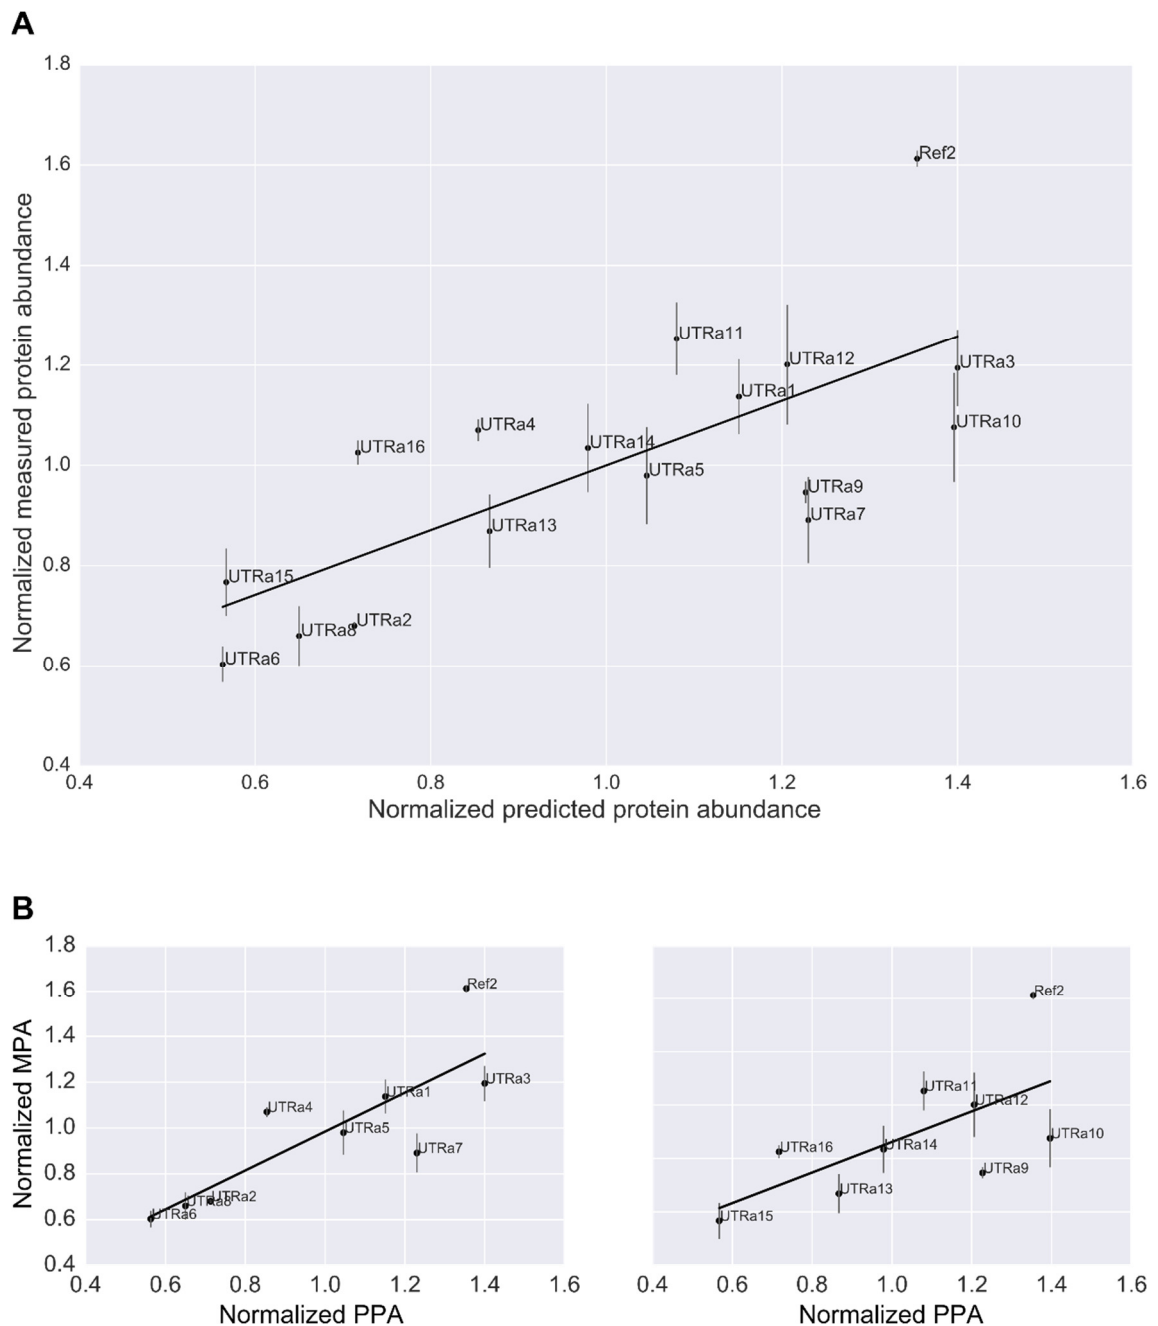 A
1.8
1.6
1.4
1.2
1.0
0.8
0.6
0.4
Normalized measured protein abundance
Ref2
UTRa11
UTRa12
UTRa3
UTRa1
UTRa10
UTRa4
UTRa14
UTRa16
UTRa5
UTRa9
UTRa7
UTRa13
UTRa15
UTRa2
UTRa8
UTRa6
0.4 0.6 0.8 1.0 1.2 1.4 1.6
Normalized predicted protein abundance
B
1.8
1.6
1.4
1.2
1.0
0.8
0.6
0.4
Normalized MPA
Ref2
UTRa3
UTRa1
UTRa4
UTRa5
UTRa7
UTRa2
UTRa8
UTRa6
0.4 0.6 0.8 1.0 1.2 1.4 1.6
Normalized PPA
Ref2
UTRa11
UTRa12
UTRa10
UTRa14
UTRa16
UTRa9
UTRa13
UTRa15
0.4 0.6 0.8 1.0 1.2 1.4 1.6
Normalized PPA